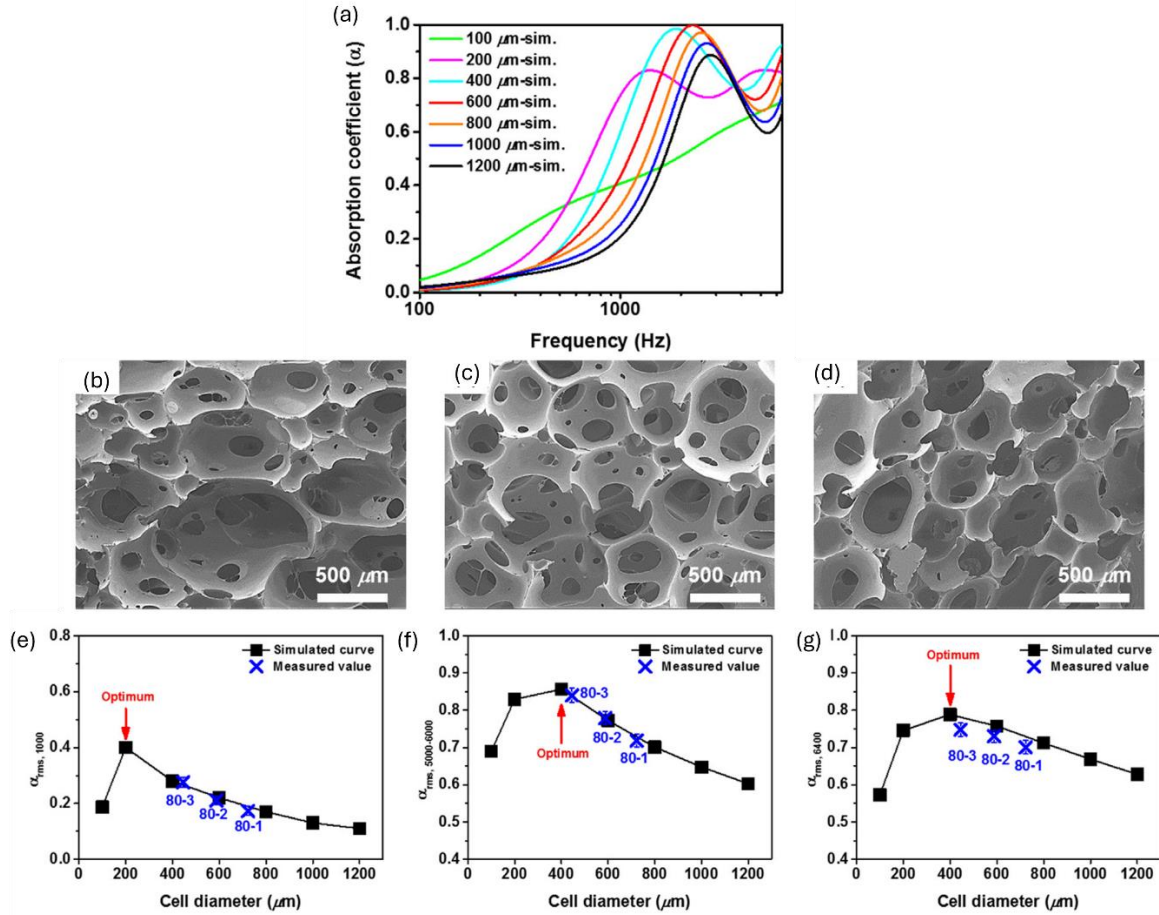 (a)
1.0
0.8
0.6
0.4
0.2
0.0
Absorption coefficient (α)
100 μm-sim.
200 μm-sim.
400 μm-sim.
600 μm-sim.
800 μm-sim.
1000 μm-sim.
1200 μm-sim.
100
1000
Frequency (Hz)
(b)
500 μm
(c)
500 μm
(d)
500 μm
(e)
0.8
0.6
0.4
0.2
0.0
αrms, 1000
Simulated curve
Measured value
Optimum
80-3
80-2
80-1
0 200 400 600 800 1000 1200
Cell diameter (μm)
(f)
1.0
0.9
0.8
0.7
0.6
0.5
0.4
αrms, 5000-6000
Simulated curve
Measured value
80-3
80-2
80-1
Optimum
0 200 400 600 800 1000 1200
Cell diameter (μm)
(g)
1.0
0.9
0.8
0.7
0.6
0.5
0.4
αrms, 6400
Simulated curve
Measured value
Optimum
80-3
80-2
80-1
0 200 400 600 800 1000 1200
Cell diameter (μm)